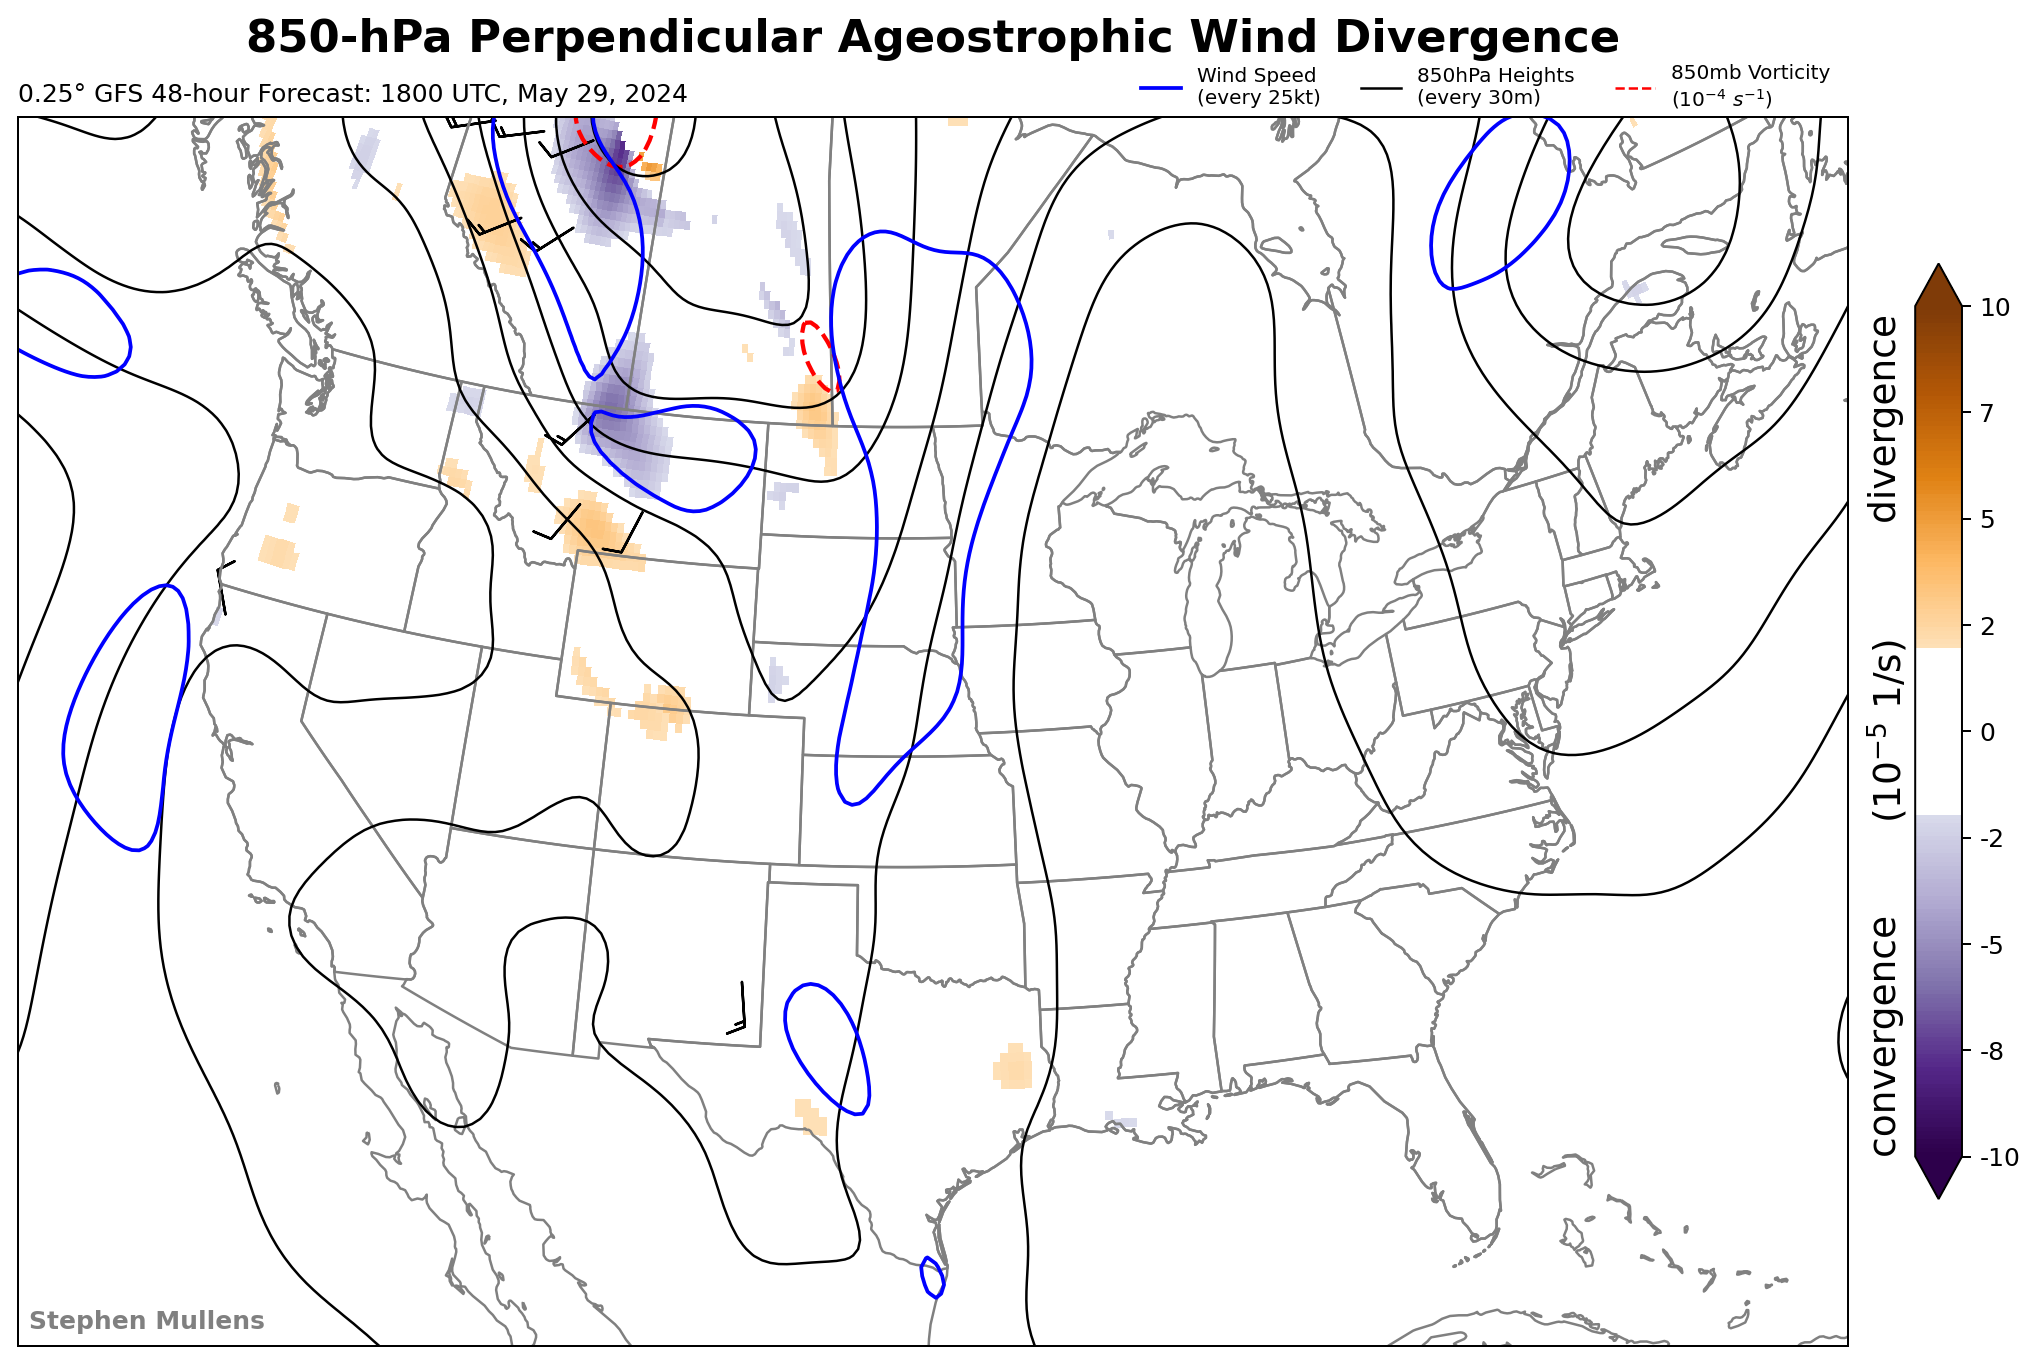 850-hPa Perpendicular Ageostrophic Wind Divergence
0.25° GFS 48-hour Forecast: 1800 UTC, May 29, 2024
Wind Speed
(every 25kt)
850hPa Heights
(every 30m)
850mb Vorticity
(10⁻⁴ s⁻¹)
10
7
5
2
0
-2
-5
-8
-10
convergence (10⁻⁵ 1/s) divergence
Stephen Mullens